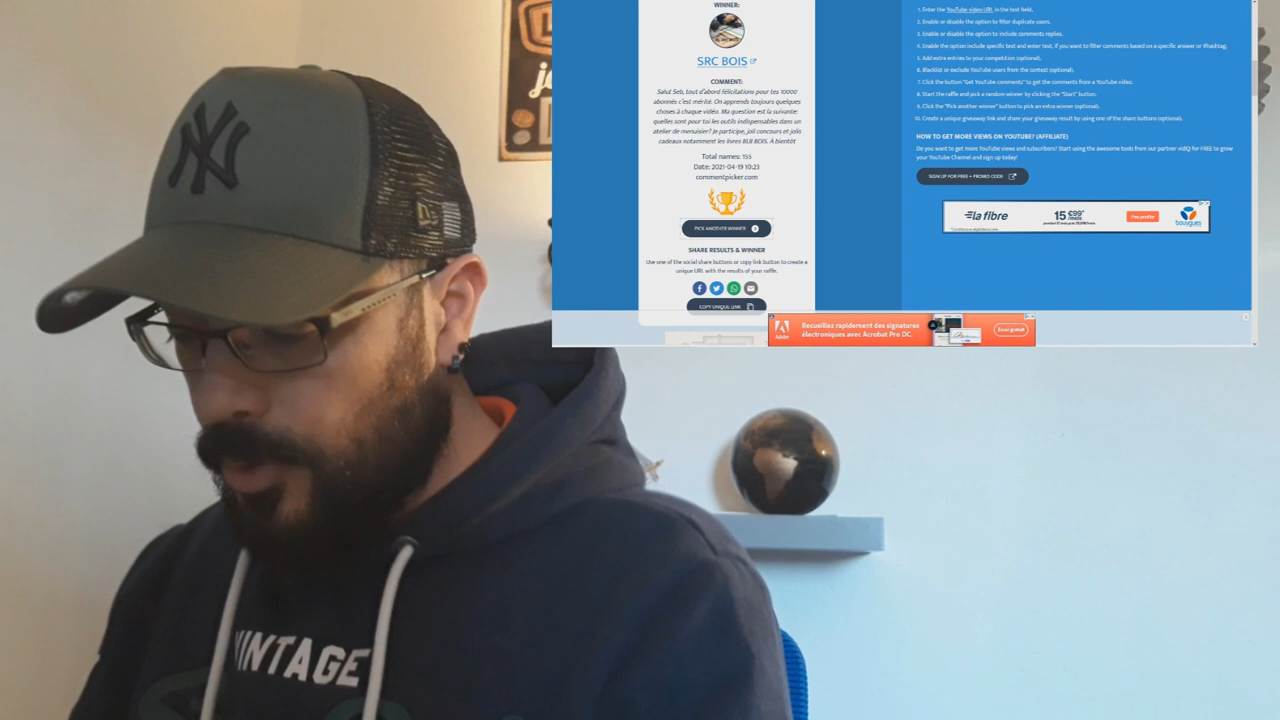 WINNER:
SRC BOIS
COMMENT:
Salut Seb, tout d'abord félicitations pour tes 10000
abonnés c'est mérité. On apprends toujours quelques
choses à chaque vidéo. Ma question est la suivante:
quelles sont pour toi les outils indispensables dans un
atelier de menuisier? Je participe, joli concours et jolis
cadeaux notamment les livres BLB BOIS. À bientôt
Total names: 155
Date: 2021-04-19 10:23
commentpicker.com
PICK ANOTHER WINNER
SHARE RESULTS & WINNER
Use one of the social share buttons or copy link button to create a
unique URL with the results of your raffle.
COPY UNIQUE LINK
1. Enter the YouTube video URL in the text field.
2. Enable or disable the option to filter duplicate users.
3. Enable or disable the option to include comments replies.
4. Enable the option include specific text and enter text, if you want to filter comments based on a specific answer or #hashtag.
5. Add extra entries to your competition (optional).
6. Blacklist or exclude YouTube users from the contest (optional).
7. Click the button "Get YouTube comments" to get the comments from a YouTube video.
8. Start the raffle and pick a random winner by clicking the "Start" button.
9. Click the "Pick another winner" button to pick an extra winner (optional).
10. Create a unique giveaway link and share your giveaway result by using one of the share buttons (optional).
HOW TO GET MORE VIEWS ON YOUTUBE? (AFFILIATE)
Do you want to get more YouTube views and subscribers? Start using the awesome tools from our partner vidIQ for FREE to grow
your YouTube Channel and sign up today!
SIGN UP FOR FREE + PROMO CODE
la fibre
15 €99*
/mois
J'en profite
bouygues
Adobe
Recueillez rapidement des signatures
électroniques avec Acrobat Pro DC.
Essai gratuit
NY
VINTAGE